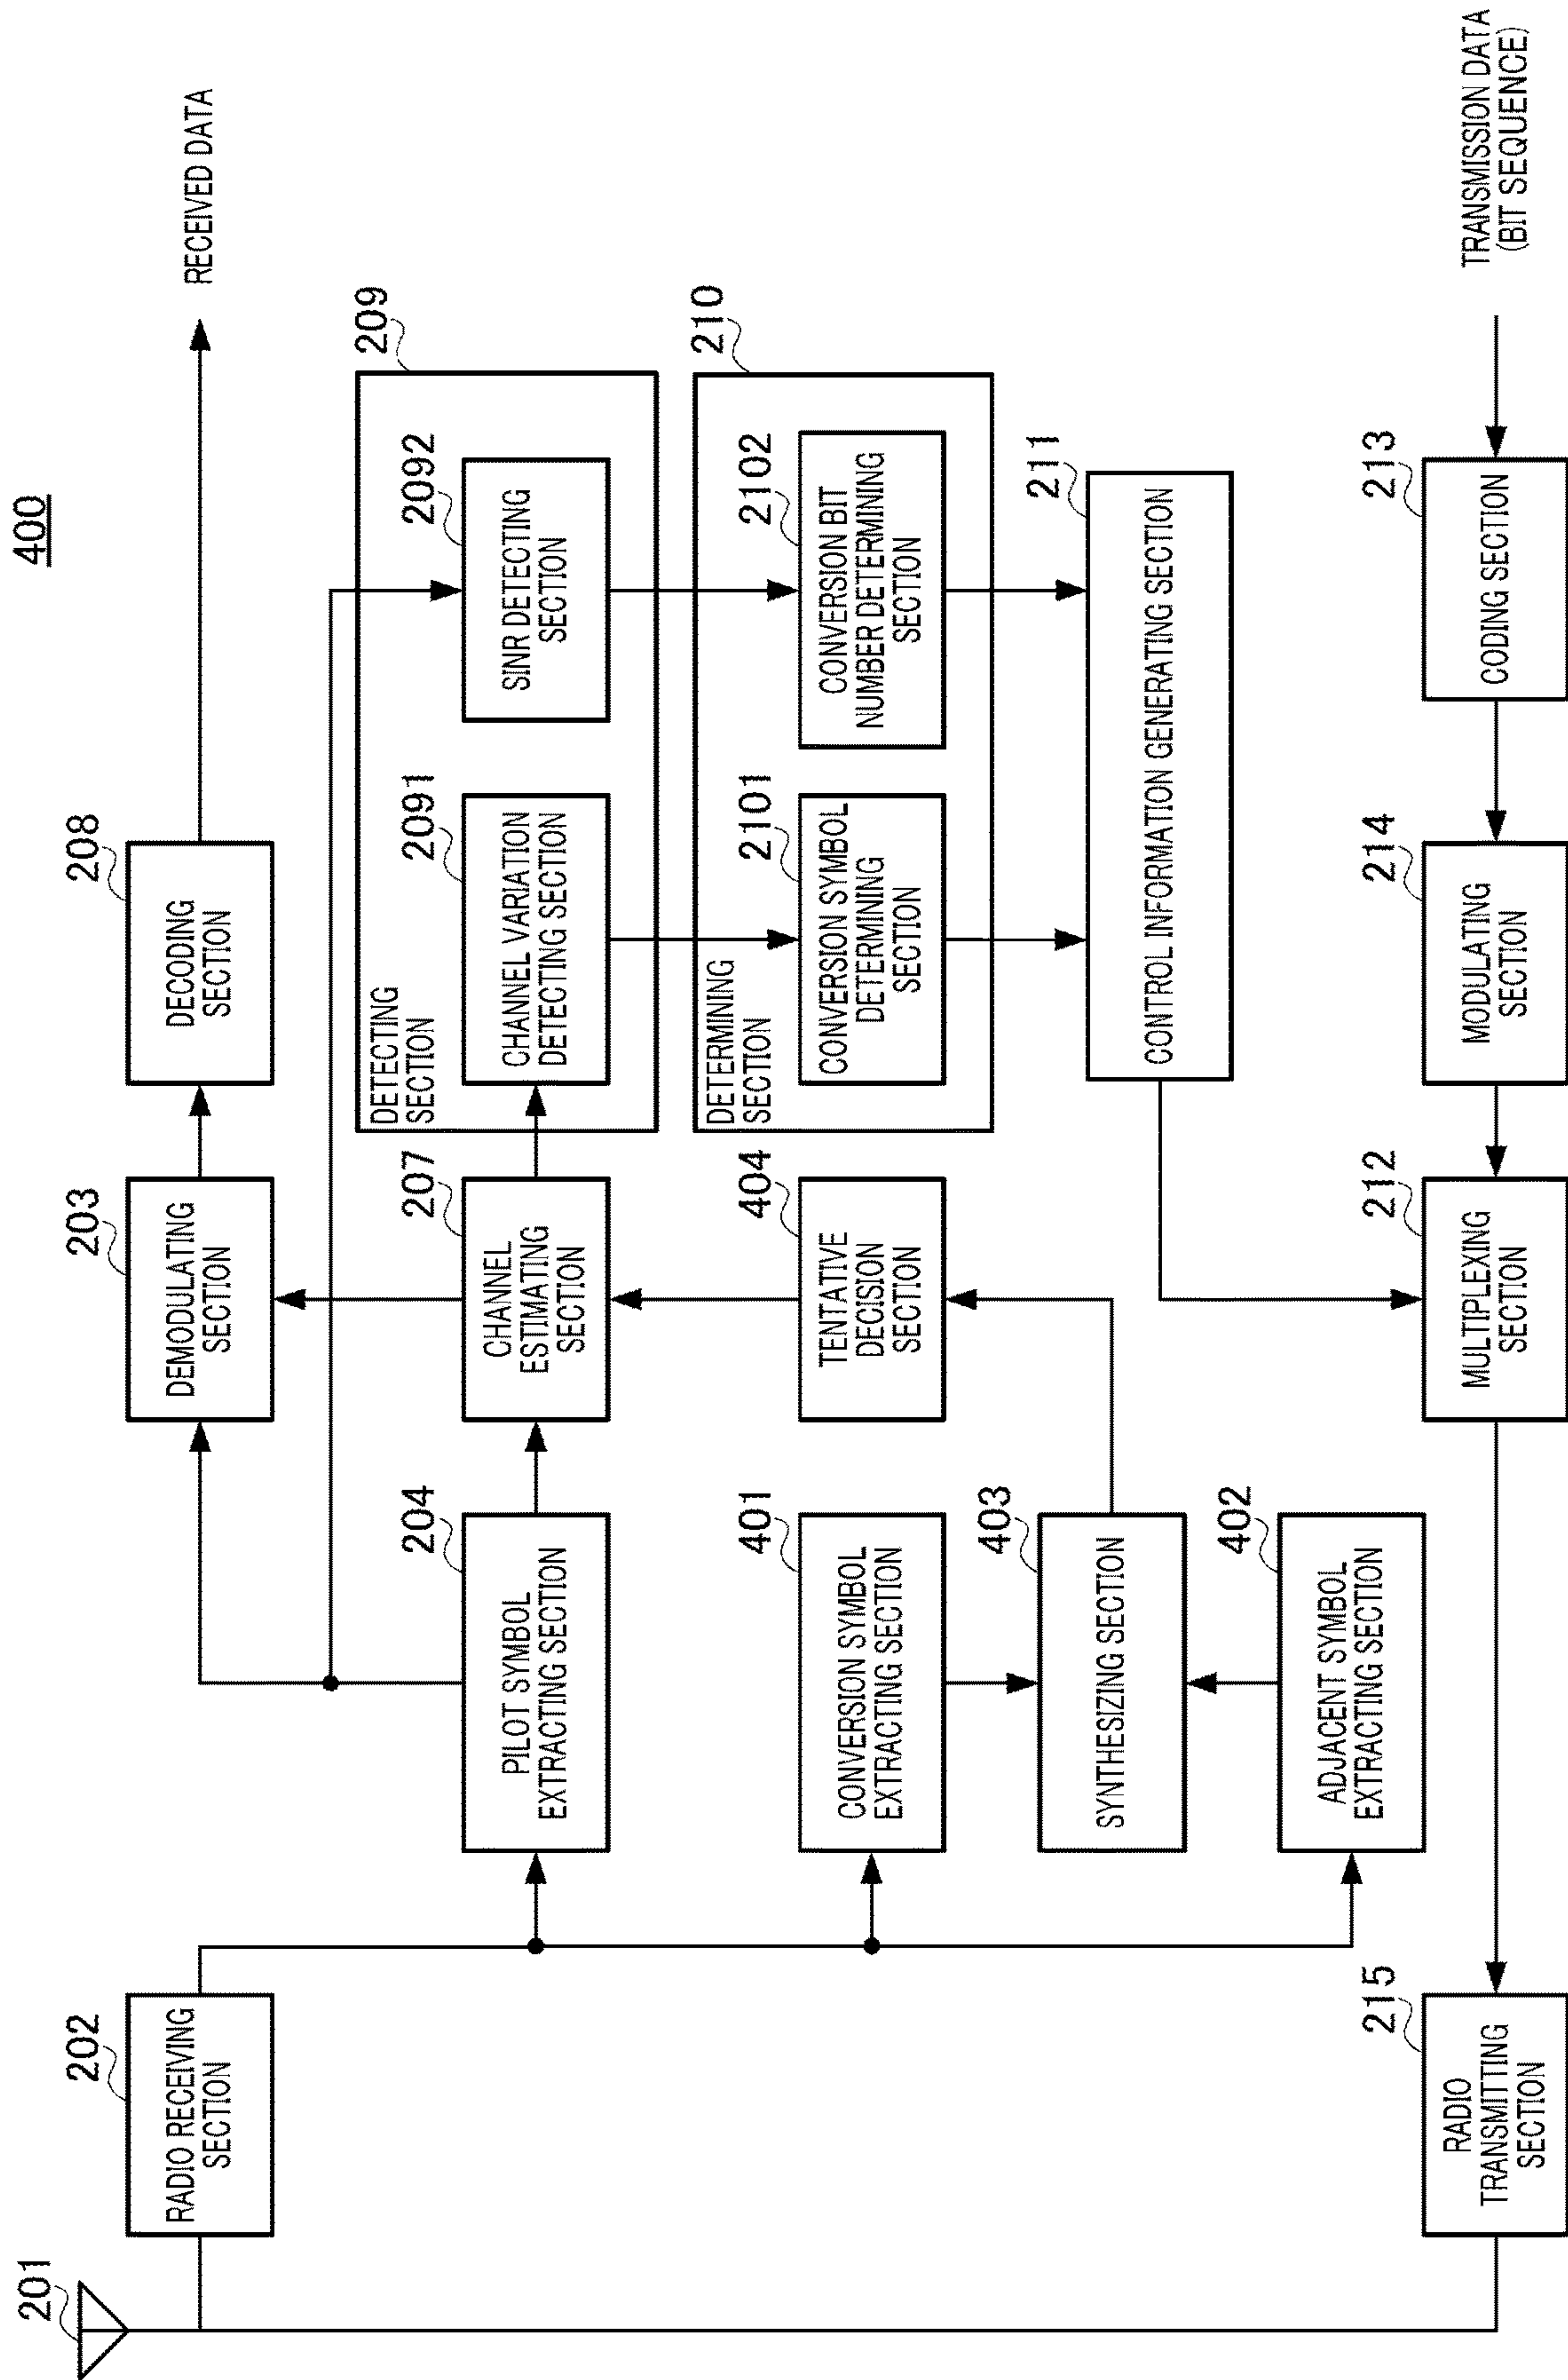 400
201
202
RADIO RECEIVING
SECTION
203
DEMODULATING
SECTION
208
DECODING
SECTION
RECEIVED DATA
204
PILOT SYMBOL
EXTRACTING SECTION
207
CHANNEL
ESTIMATING
SECTION
209
DETECTING
SECTION
2091
CHANNEL VARIATION
DETECTING SECTION
2092
SINR DETECTING
SECTION
401
CONVERSION SYMBOL
EXTRACTING SECTION
404
TENTATIVE
DECISION
SECTION
210
DETERMINING
SECTION
2101
CONVERSION SYMBOL
DETERMINING
SECTION
2102
CONVERSION BIT
NUMBER DETERMINING
SECTION
403
SYNTHESIZING SECTION
211
CONTROL INFORMATION GENERATING SECTION
402
ADJACENT SYMBOL
EXTRACTING SECTION
215
RADIO
TRANSMITTING
SECTION
212
MULTIPLEXING
SECTION
214
MODULATING
SECTION
213
CODING SECTION
TRANSMISSION DATA
(BIT SEQUENCE)